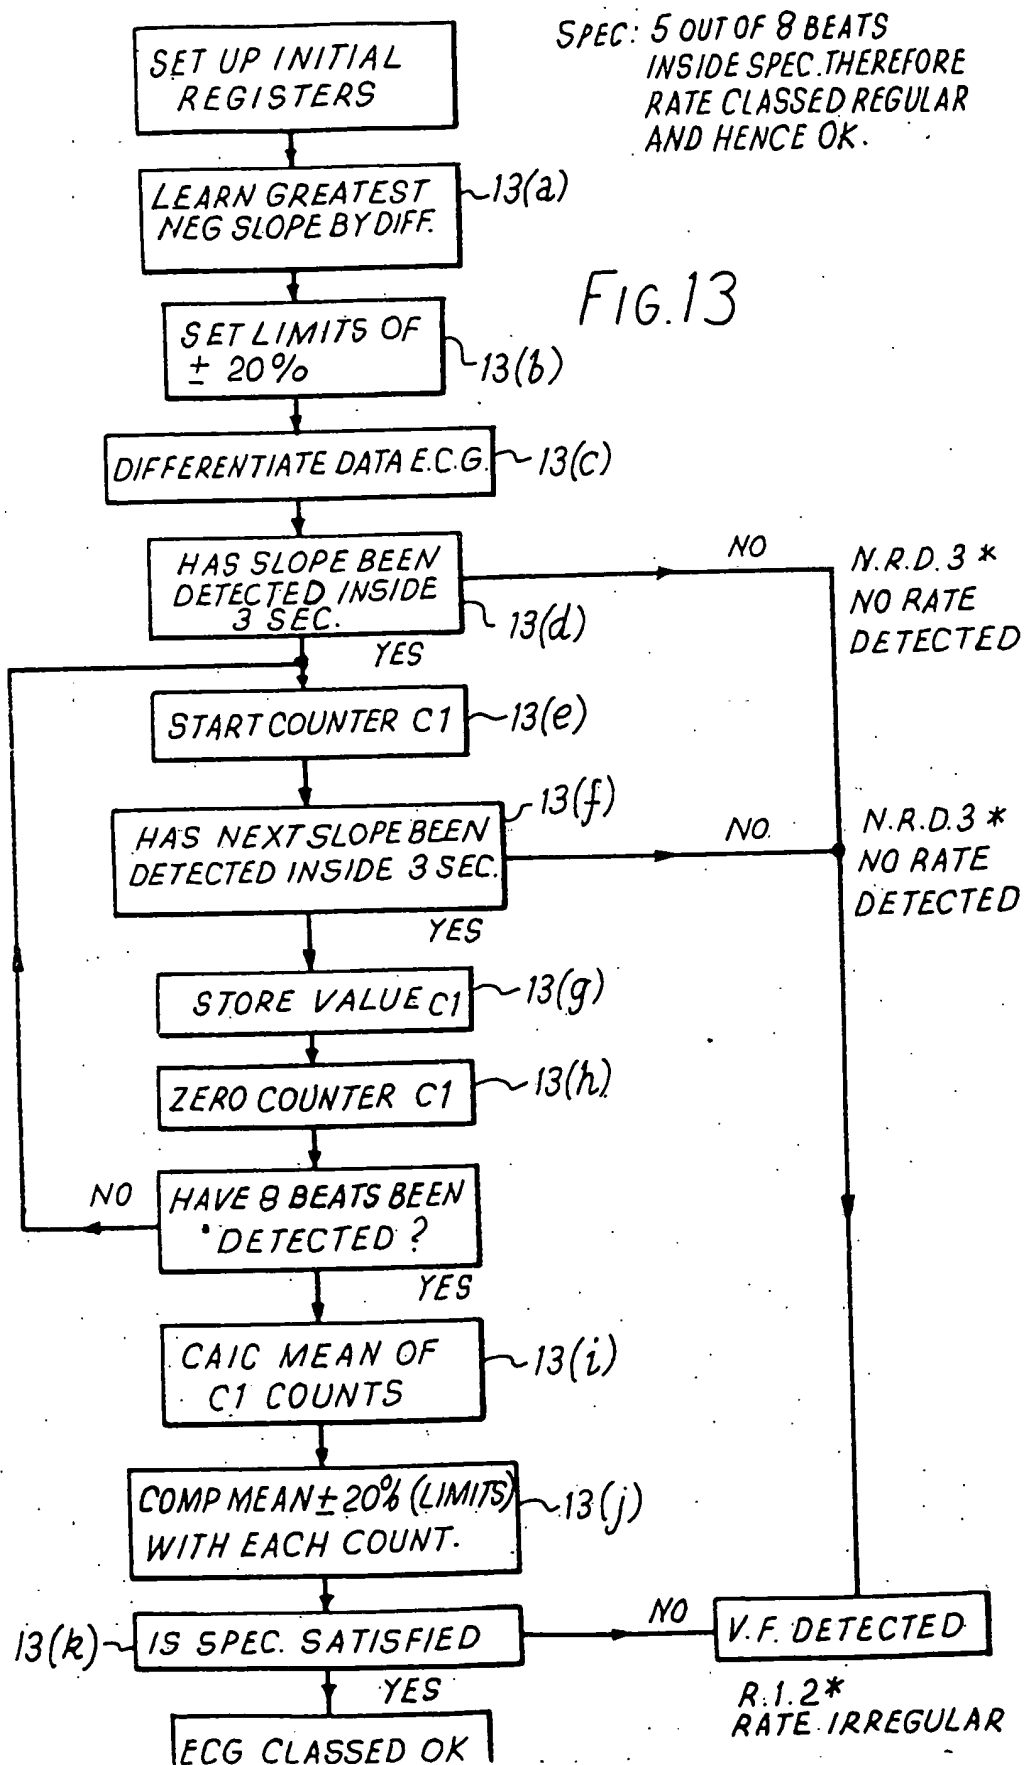 SPEC: 5 OUT OF 8 BEATS
INSIDE SPEC. THEREFORE
RATE CLASSED REGULAR
AND HENCE OK.
SET UP INITIAL
REGISTERS
LEARN GREATEST
NEG SLOPE BY DIFF.
13(a)
FIG.13
SET LIMITS OF
± 20%
13(b)
DIFFERENTIATE DATA E.C.G.
13(c)
HAS SLOPE BEEN
DETECTED INSIDE
3 SEC.
13(d)
NO
N.R.D.3 *
NO RATE
DETECTED
YES
START COUNTER C1
13(e)
13(f)
HAS NEXT SLOPE BEEN
DETECTED INSIDE 3 SEC.
NO
N.R.D.3 *
NO RATE
DETECTED
YES
STORE VALUE C1
13(g)
ZERO COUNTER C1
13(h)
HAVE 8 BEATS BEEN
DETECTED ?
NO
YES
CAIC MEAN OF
C1 COUNTS
13(i)
COMP MEAN ± 20% (LIMITS)
WITH EACH COUNT.
13(j)
13(k)
IS SPEC. SATISFIED
NO
V.F. DETECTED
R.1.2*
RATE IRREGULAR
YES
ECG CLASSED OK